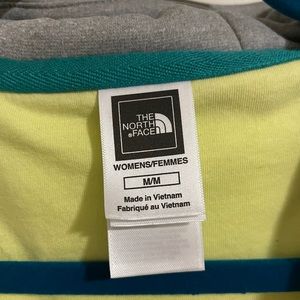 THE
NORTH
FACE
WOMENS/FEMMES
M/M
Made in Vietnam
Fabriqué au Vietnam